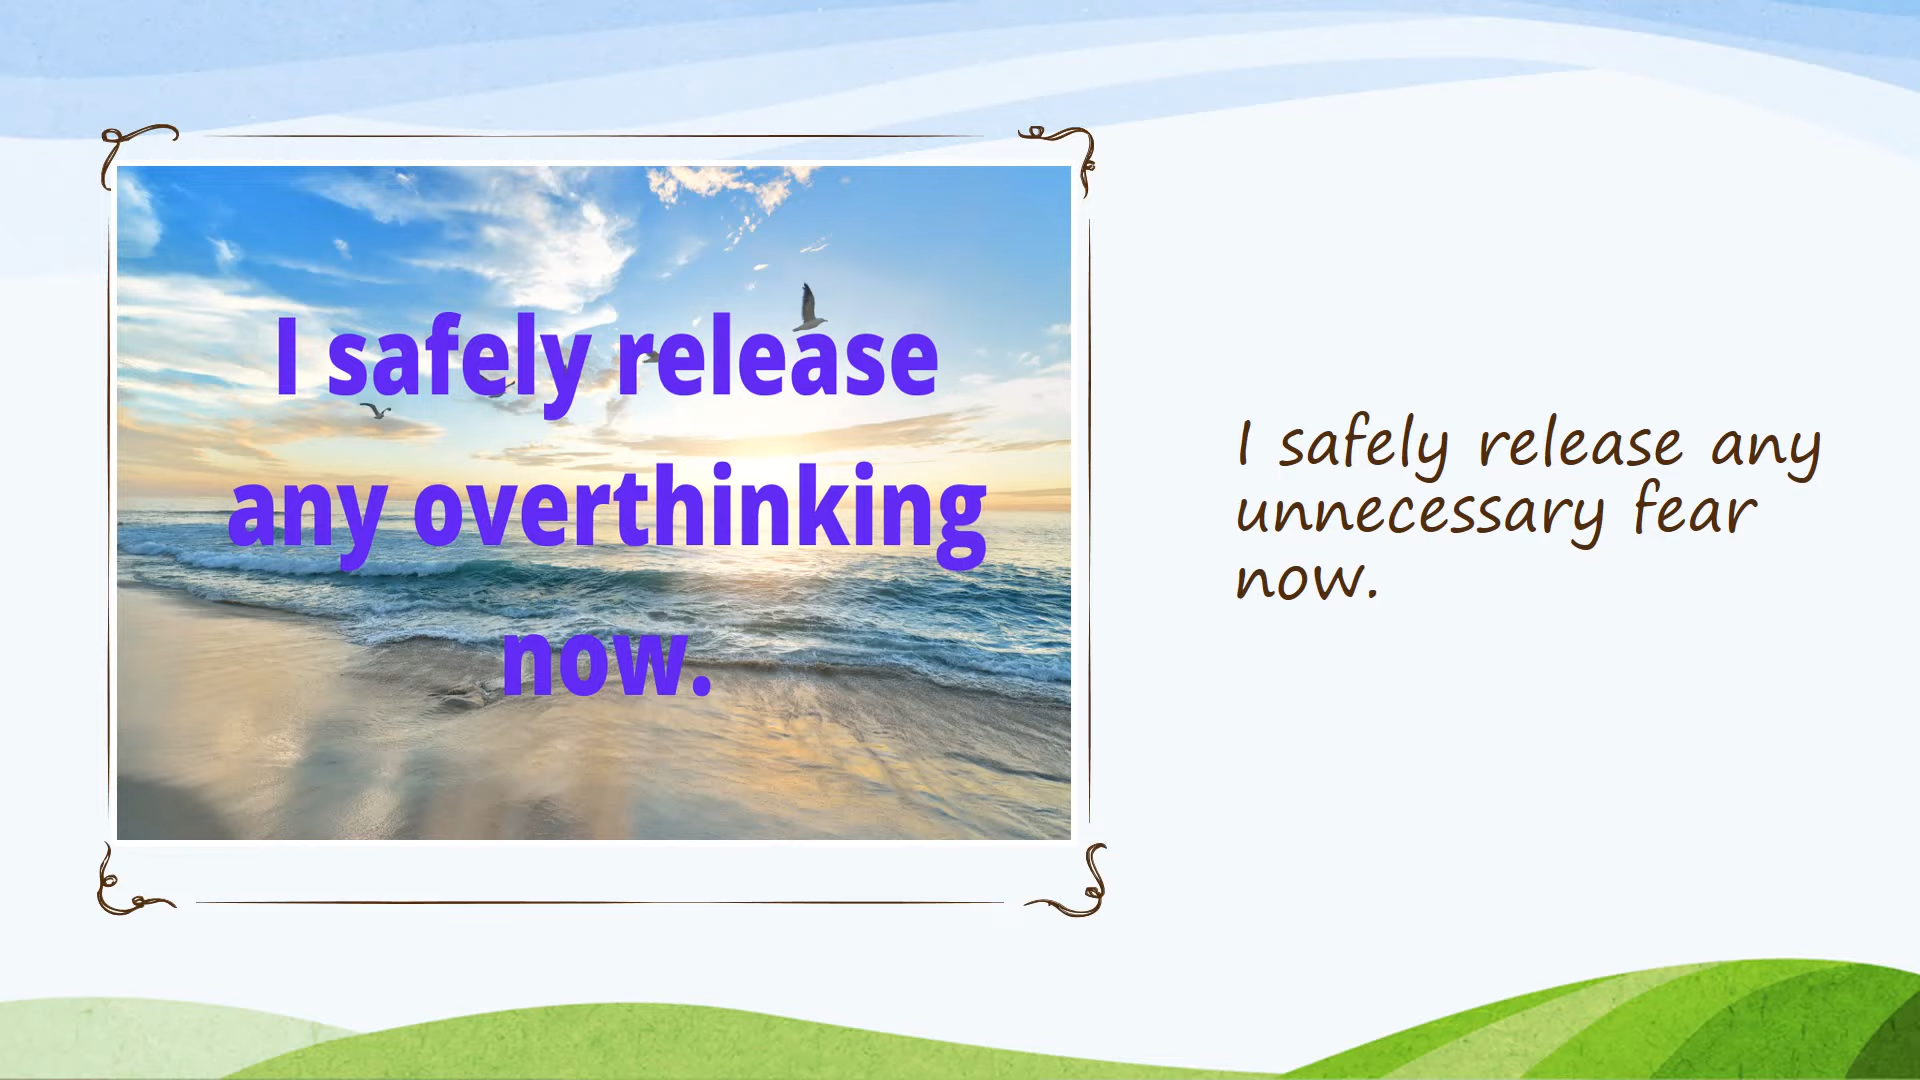 I safely release
any overthinking
now.
I safely release any
unnecessary fear
now.